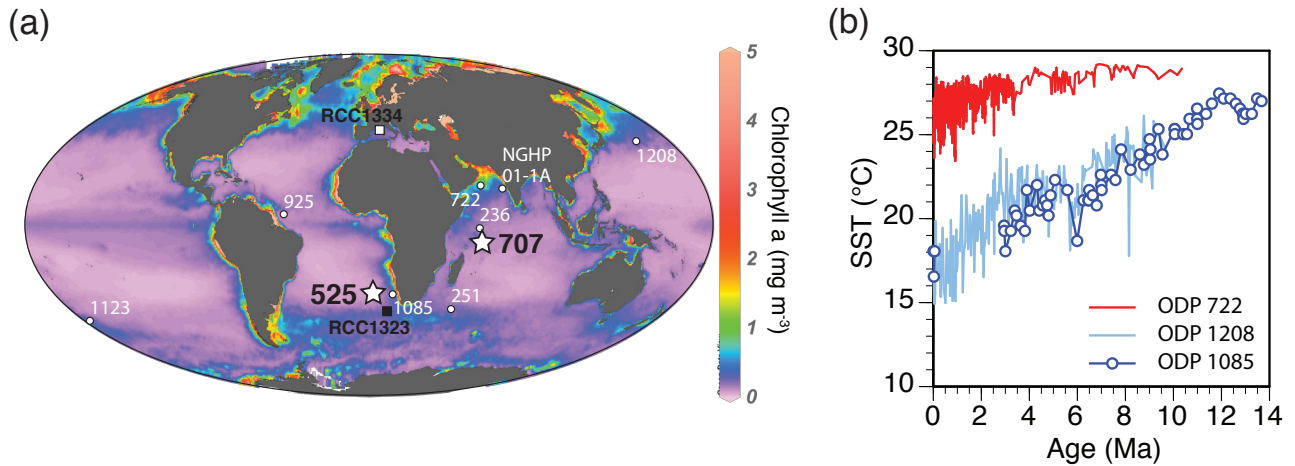 (a)
RCC1334
1208
NGHP
01-1A
722
925
236
707
525
1085
251
1123
RCC1323
Chlorophyll a (mg m-3)
5
4
3
2
1
0
(b)
30
25
20
15
10
SST (°C)
ODP 722
ODP 1208
ODP 1085
0 2 4 6 8 10 12 14
Age (Ma)